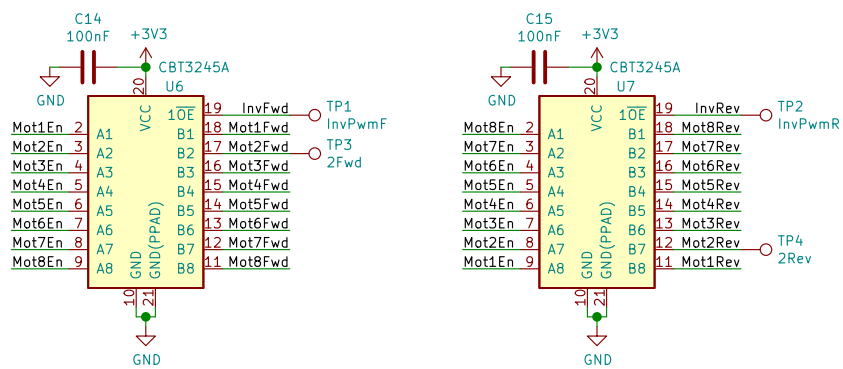 C14
100nF
+3V3
CBT3245A
U6
GND
20
VCC
1OE
19 InvFwd
TP1
InvPwmF
Mot1En 2 A1
B1 18 Mot1Fwd
Mot2En 3 A2
B2 17 Mot2Fwd
TP3
2Fwd
Mot3En 4 A3
B3 16 Mot3Fwd
Mot4En 5 A4
B4 15 Mot4Fwd
Mot5En 6 A5
B5 14 Mot5Fwd
Mot6En 7 A6
B6 13 Mot6Fwd
Mot7En 8 A7
B7 12 Mot7Fwd
Mot8En 9 A8
B8 11 Mot8Fwd
GND
GND(PPAD)
10
21
GND
C15
100nF
+3V3
CBT3245A
U7
GND
20
VCC
1OE
19 InvRev
TP2
InvPwmR
Mot8En 2 A1
B1 18 Mot8Rev
Mot7En 3 A2
B2 17 Mot7Rev
Mot6En 4 A3
B3 16 Mot6Rev
Mot5En 5 A4
B4 15 Mot5Rev
Mot4En 6 A5
B5 14 Mot4Rev
Mot3En 7 A6
B6 13 Mot3Rev
Mot2En 8 A7
B7 12 Mot2Rev
TP4
2Rev
Mot1En 9 A8
B8 11 Mot1Rev
GND
GND(PPAD)
10
21
GND